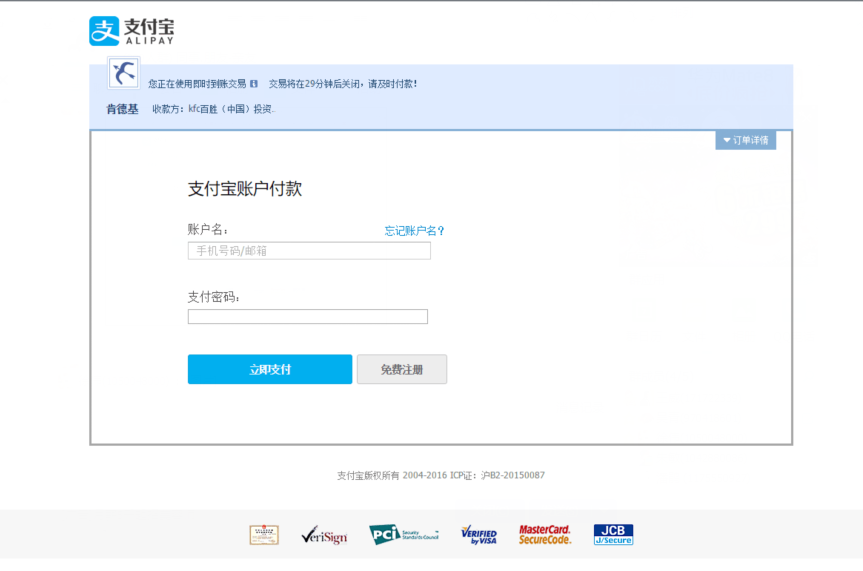 支付宝
ALIPAY
您正在使用即时到账交易 交易将在29分钟后关闭，请及时付款！
肯德基 收款方：kfc百胜（中国）投资..
订单详情
支付宝账户付款
账户名： 忘记账户名？
手机号码/邮箱
支付密码：
立即支付 免费注册
支付宝版权所有 2004-2016 ICP证：沪B2-20150087
VeriSign
PCI Security Standards Council
VERIFIED by VISA
MasterCard. SecureCode.
JCB J/Secure